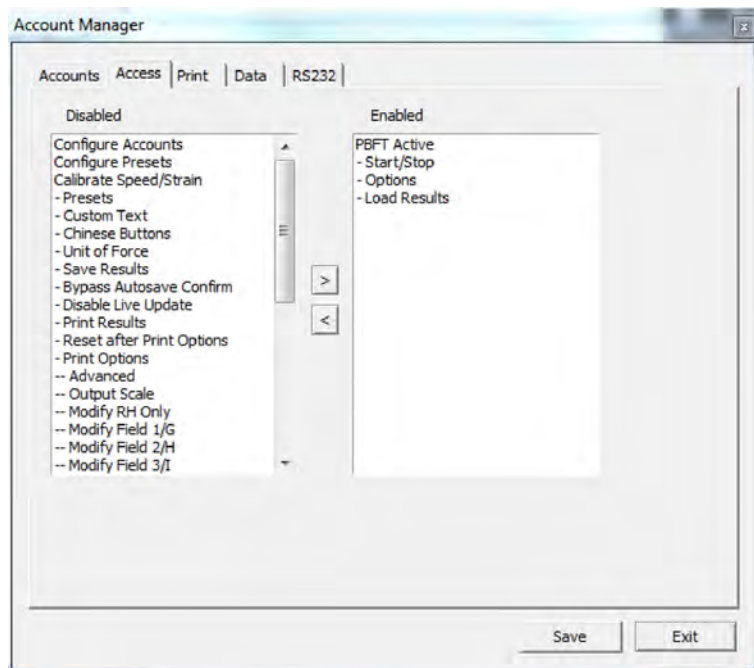 Account Manager
Accounts Access Print Data RS232
Disabled
Configure Accounts
Configure Presets
Calibrate Speed/Strain
- Presets
- Custom Text
- Chinese Buttons
- Unit of Force
- Save Results
- Bypass Autosave Confirm
- Disable Live Update
- Print Results
- Reset after Print Options
- Print Options
-- Advanced
-- Output Scale
-- Modify RH Only
-- Modify Field 1/G
-- Modify Field 2/H
-- Modify Field 3/I
>
<
Enabled
PBFT Active
- Start/Stop
- Options
- Load Results
Save Exit